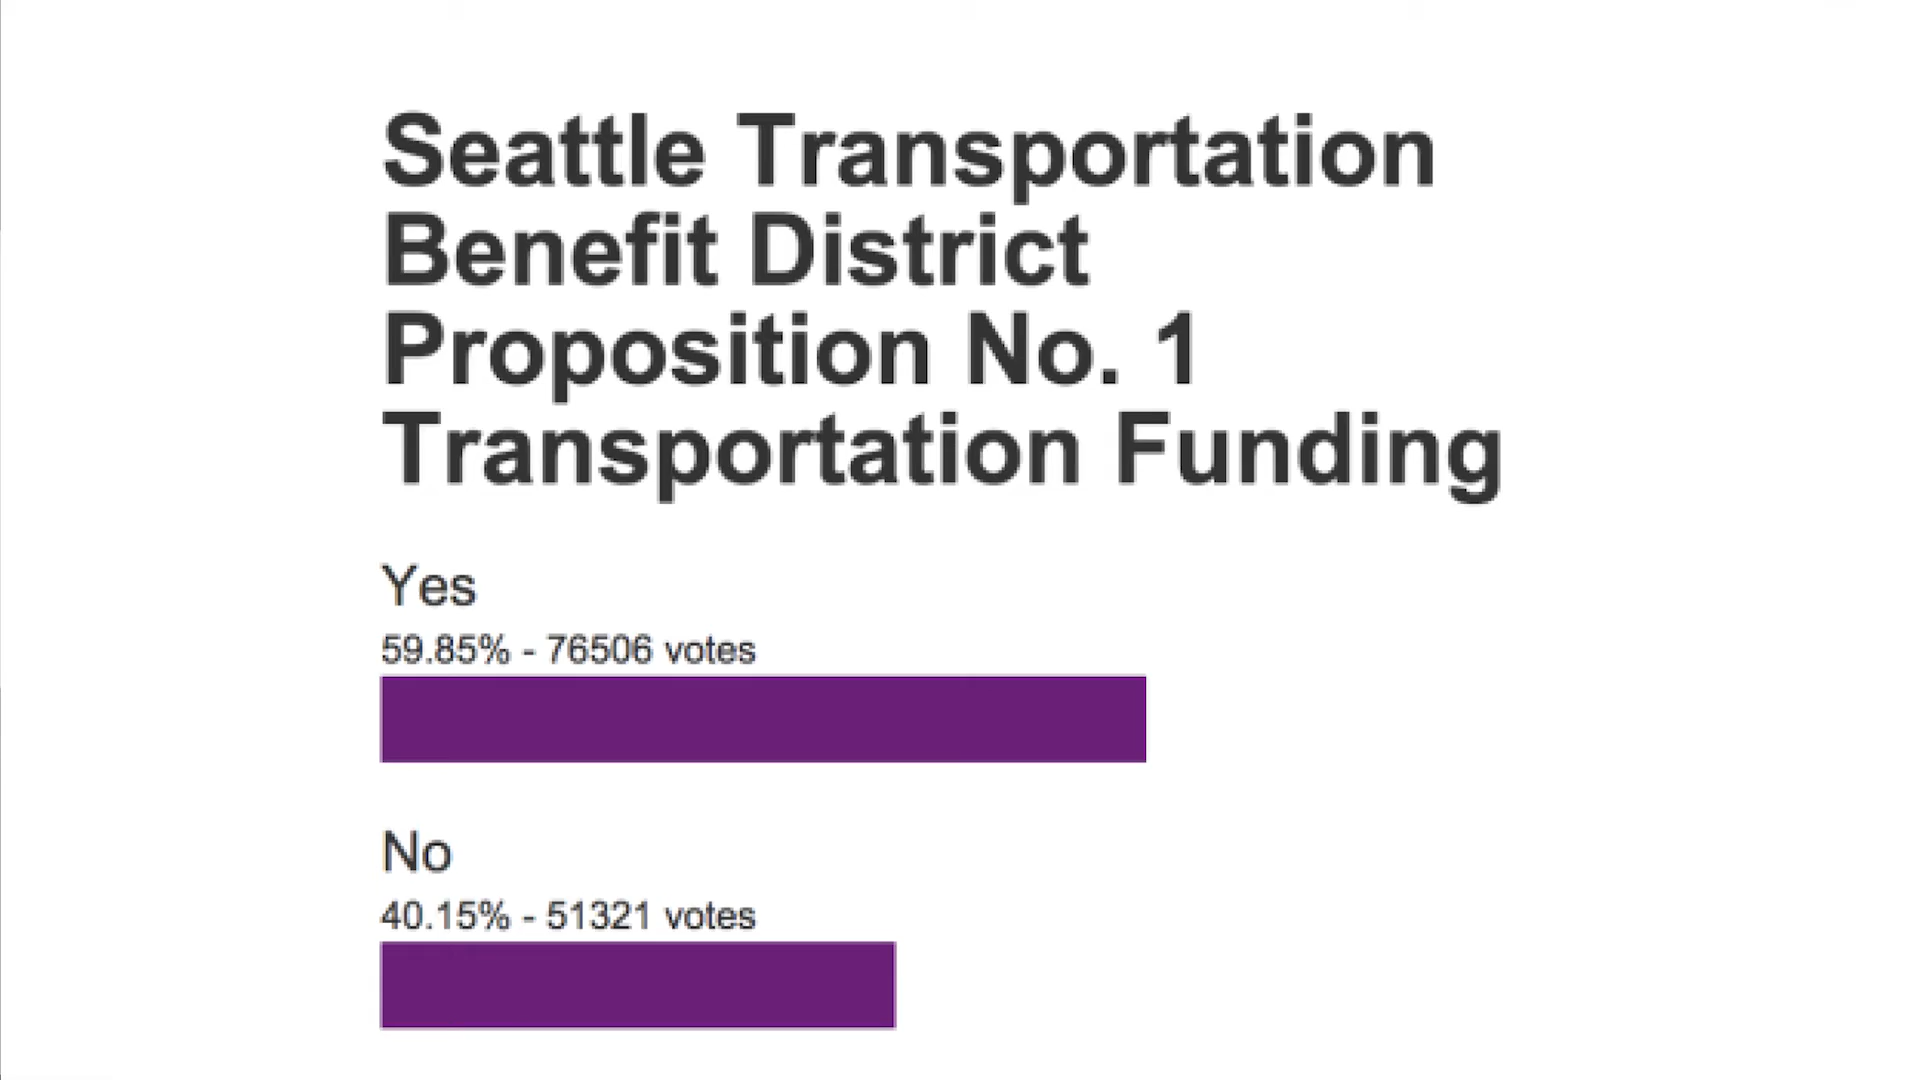 Seattle Transportation
Benefit District
Proposition No. 1
Transportation Funding
Yes
59.85% - 76506 votes
No
40.15% - 51321 votes